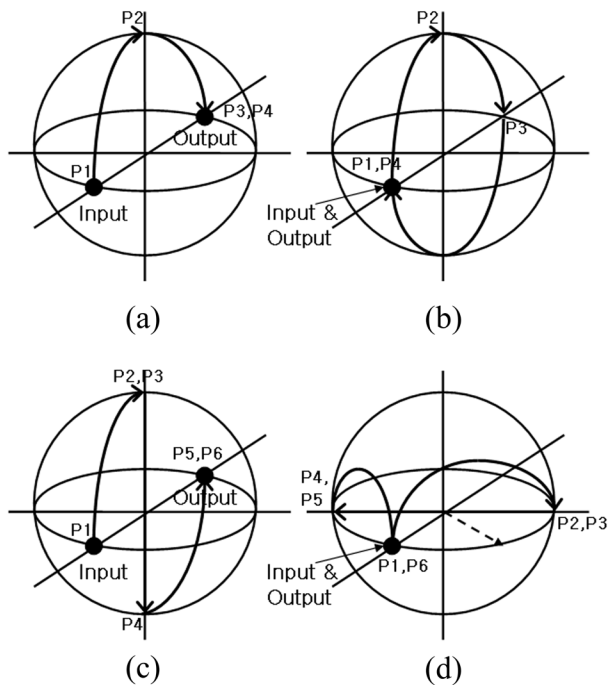 P2
P3,P4
Output
P1
Input
(a)
P2
P3
P1,P4
Input &
Output
(b)
P2,P3
P5,P6
Output
P1
Input
P4
(c)
P4,
P5
P2,P3
Input &
Output
P1,P6
(d)